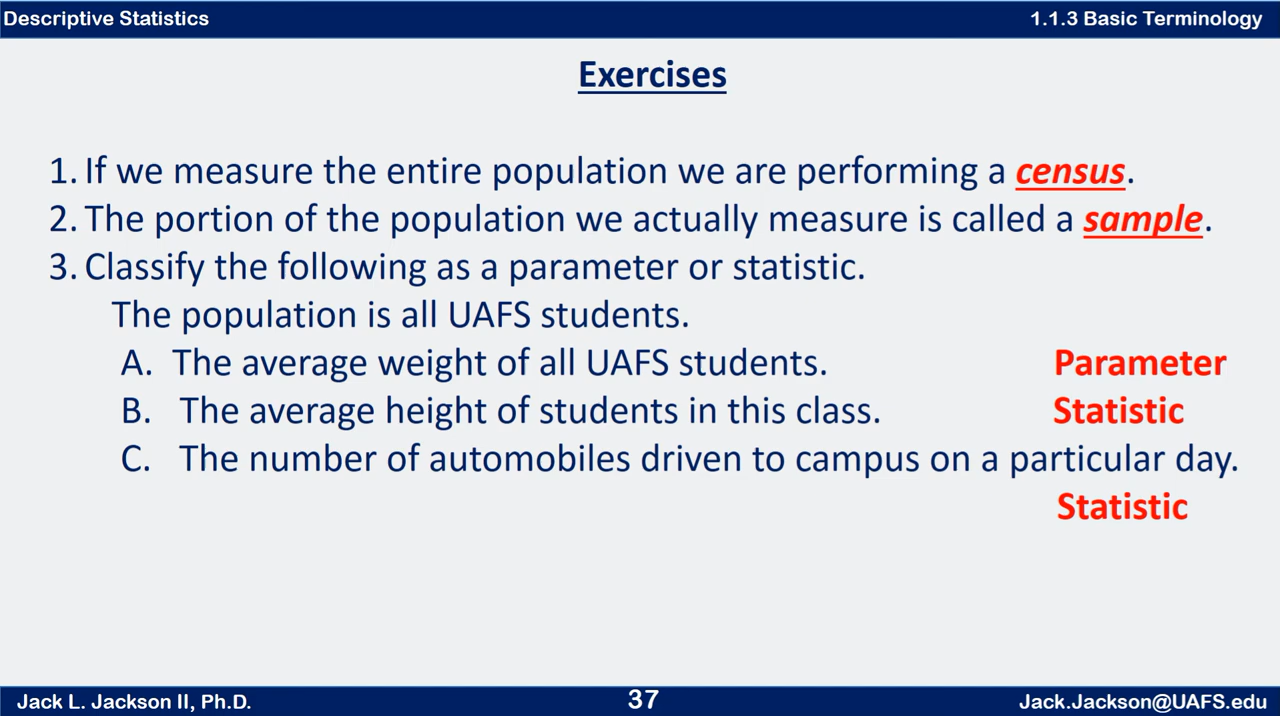 Descriptive Statistics
1.1.3 Basic Terminology
Exercises
1. If we measure the entire population we are performing a census.
2. The portion of the population we actually measure is called a sample.
3. Classify the following as a parameter or statistic.
The population is all UAFS students.
A. The average weight of all UAFS students. Parameter
B. The average height of students in this class. Statistic
C. The number of automobiles driven to campus on a particular day.
Statistic
Jack L. Jackson II, Ph.D.
37
Jack.Jackson@UAFS.edu